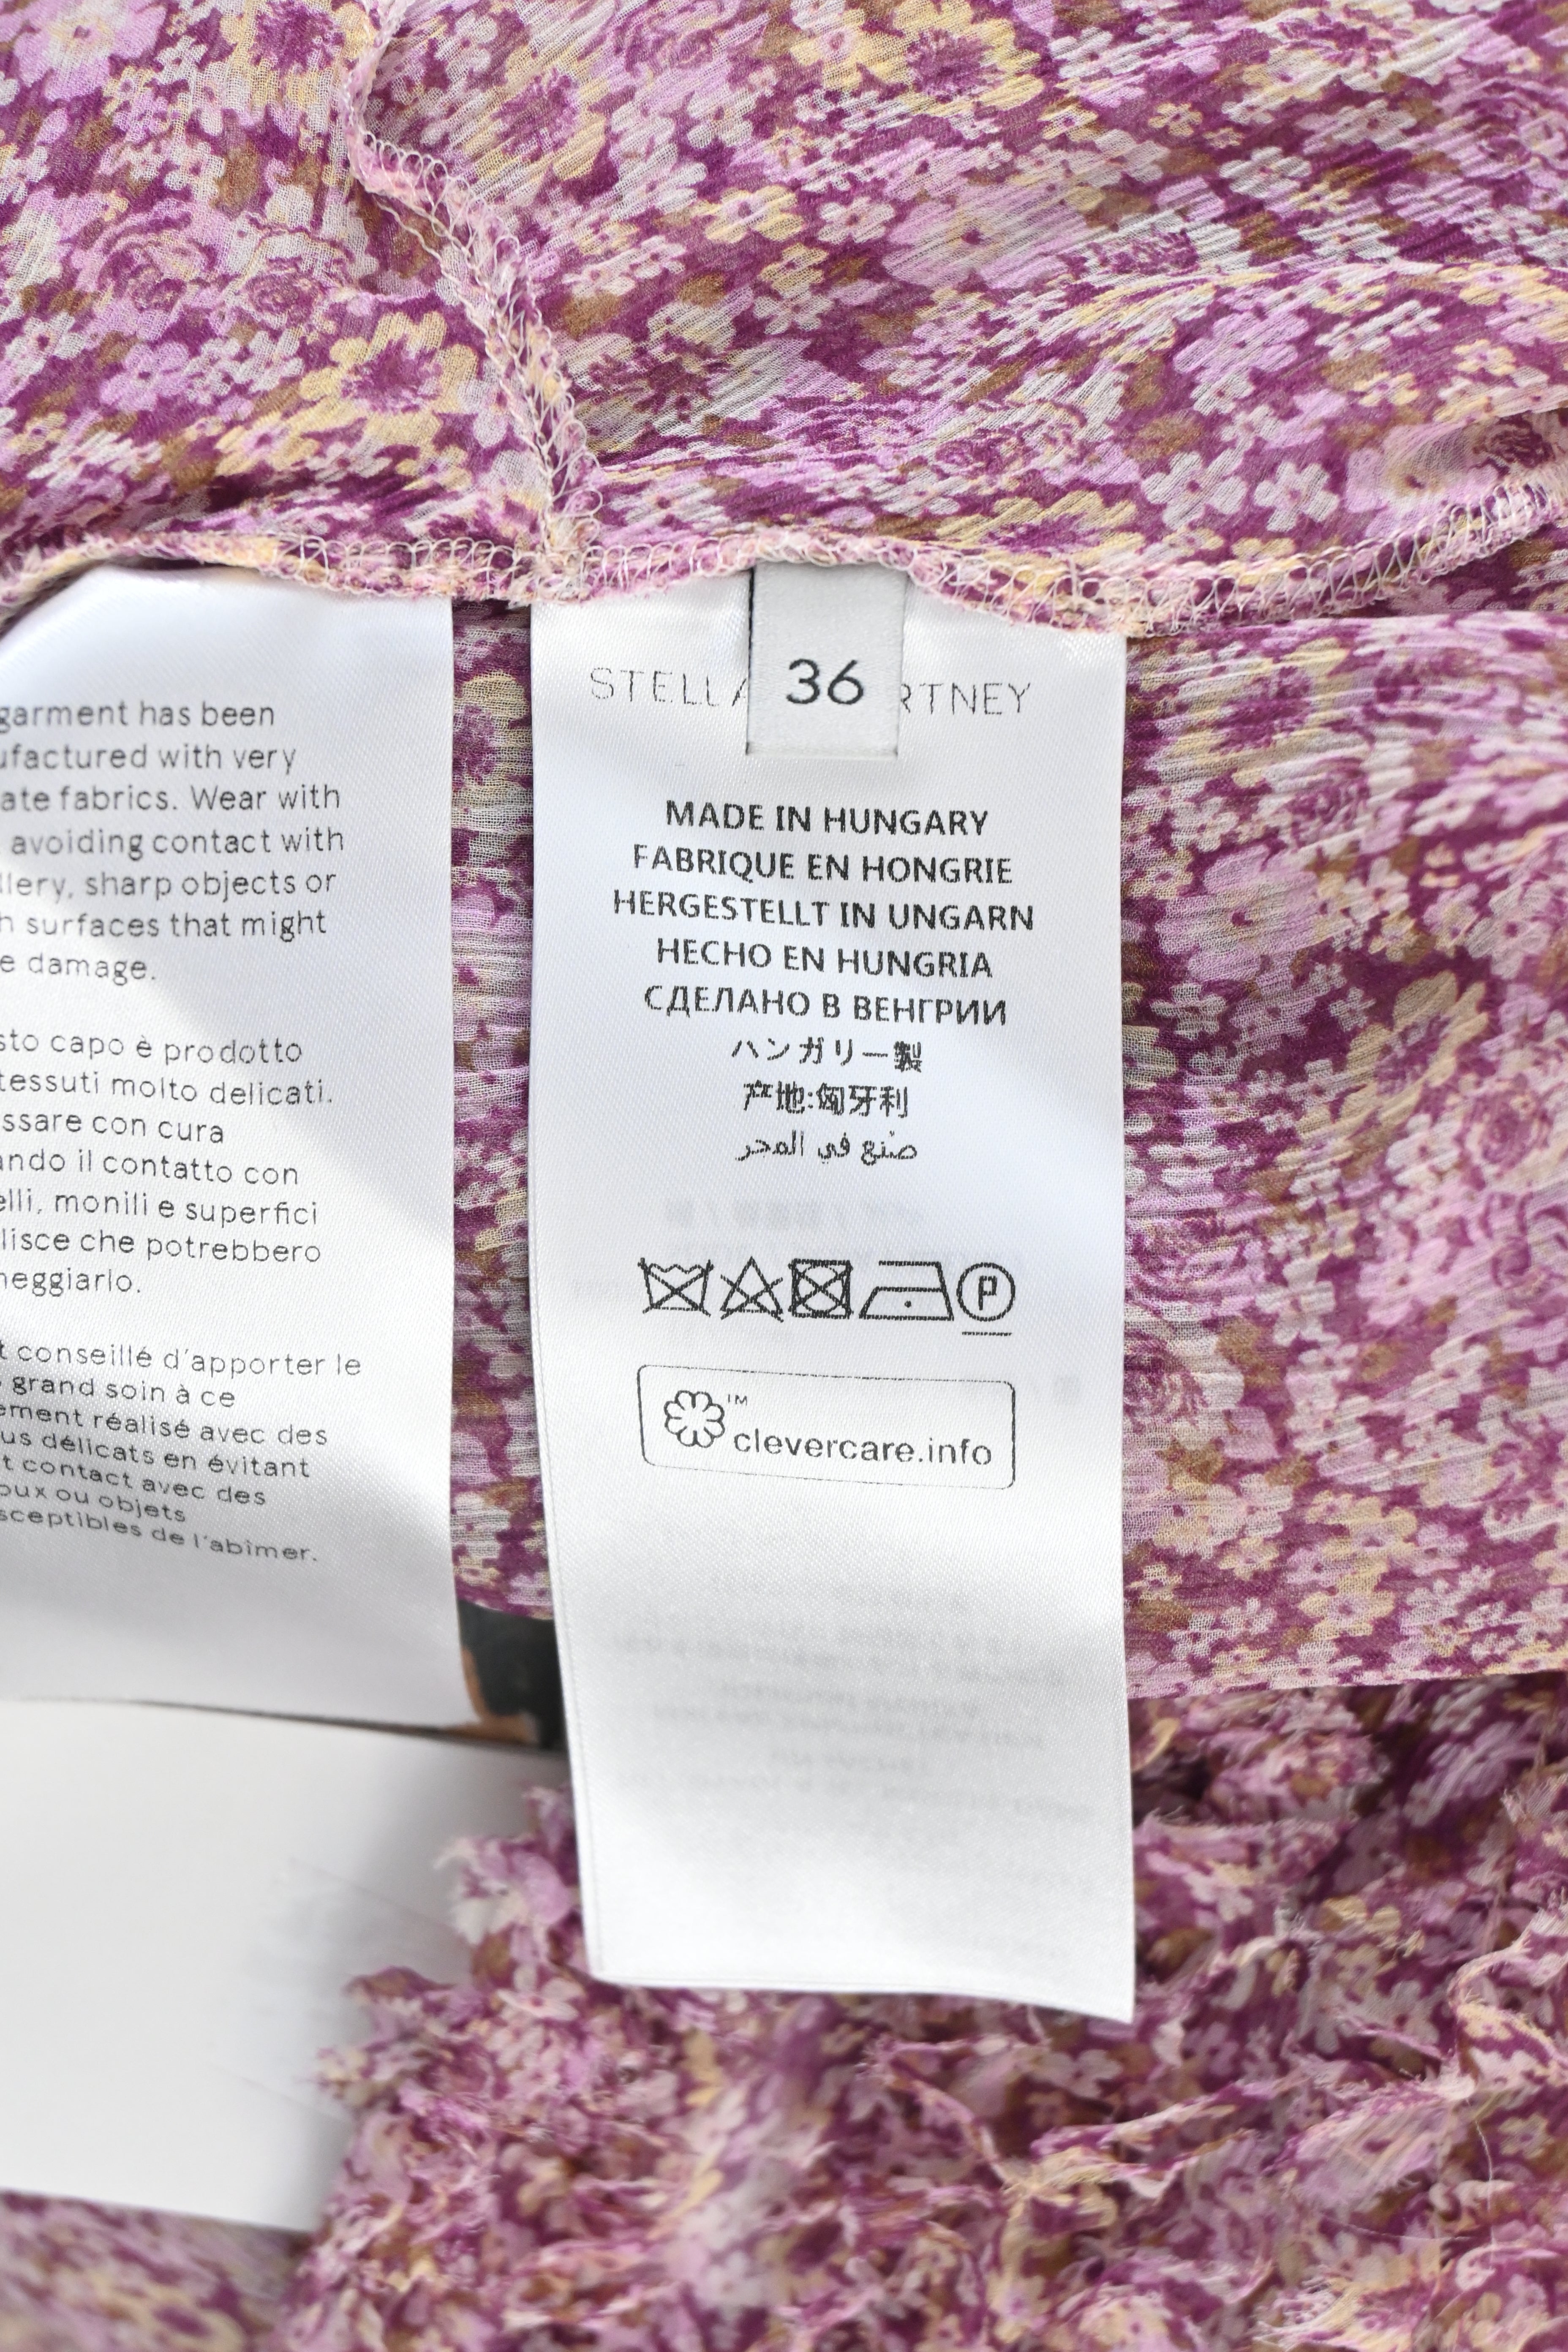 garment has been
ufactured with very
ate fabrics. Wear with
avoiding contact with
llery, sharp objects or
h surfaces that might
e damage.
sto capo è prodotto
tessuti molto delicati.
ssare con cura
ando il contatto con
elli, monili e superfici
lisce che potrebbero
neggiarlo.
t conseillé d'apporter le
s grand soin à ce
ement réalisé avec des
us délicats en évitant
t contact avec des
oux ou objets
sceptibles de l'abîmer.
36
STELLA RTNEY
MADE IN HUNGARY
FABRIQUE EN HONGRIE
HERGESTELLT IN UNGARN
HECHO EN HUNGRIA
СДЕЛАНО В ВЕНГРИИ
ハンガリー製
产地:匈牙利
صنع في المجر
P
™
clevercare.info